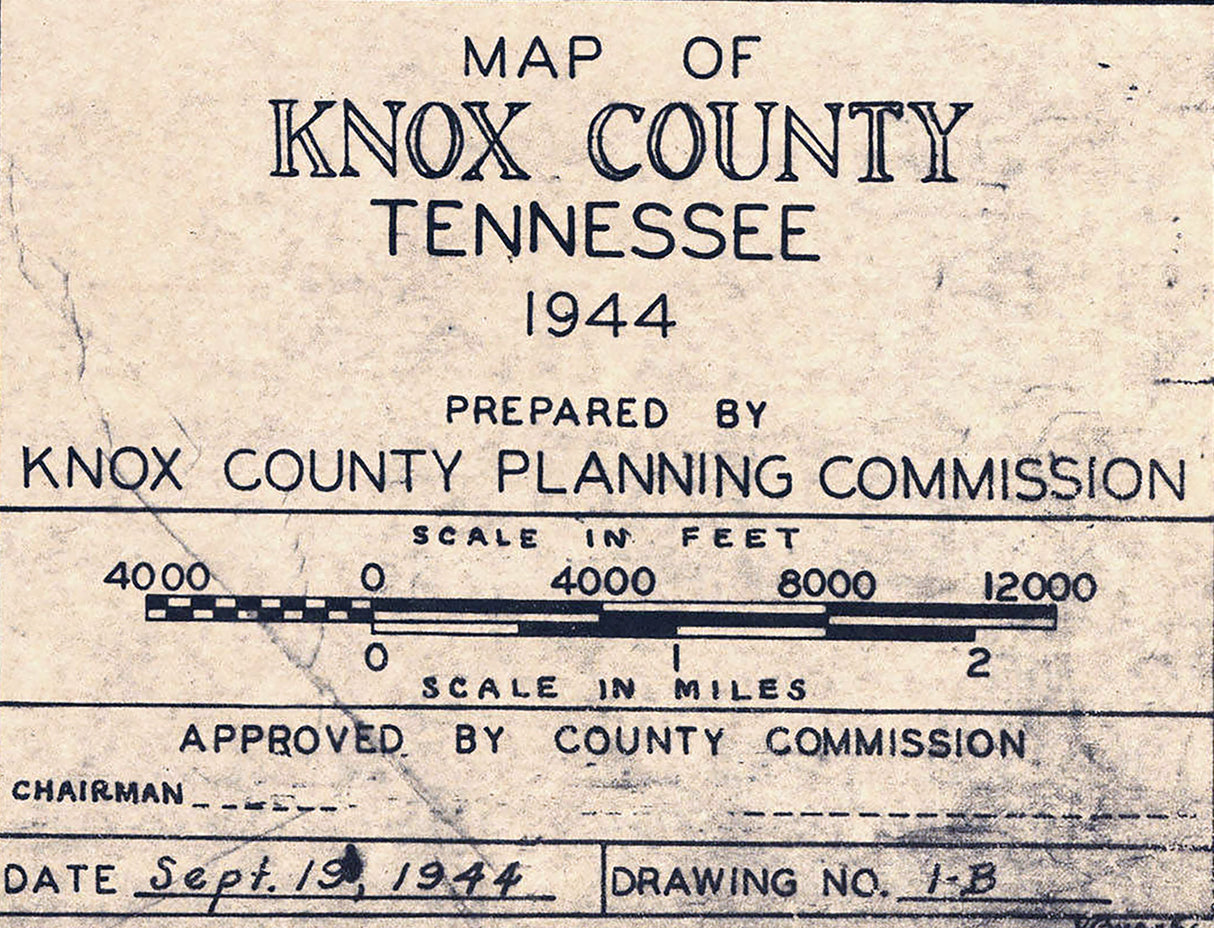 MAP OF
KNOX COUNTY
TENNESSEE
1944
PREPARED BY
KNOX COUNTY PLANNING COMMISSION
SCALE IN FEET
4000 0 4000 8000 12000
0 1 2
SCALE IN MILES
APPROVED BY COUNTY COMMISSION
CHAIRMAN
DATE Sept. 19, 1944 DRAWING NO. 1-B